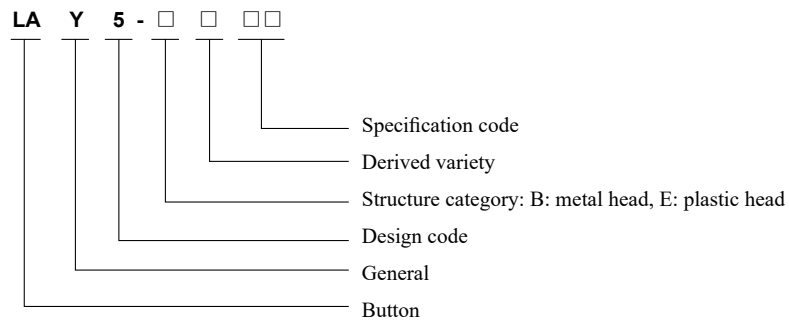 LA Y 5 - □ □ □□
Specification code
Derived variety
Structure category: B: metal head, E: plastic head
Design code
General
Button